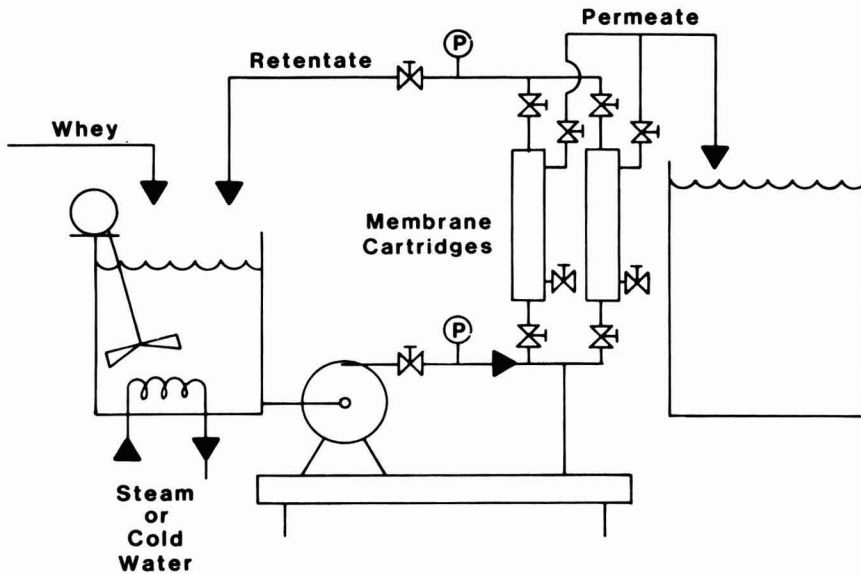 Permeate
P
Retentate
Whey
Membrane
Cartridges
P
Steam
or
Cold
Water